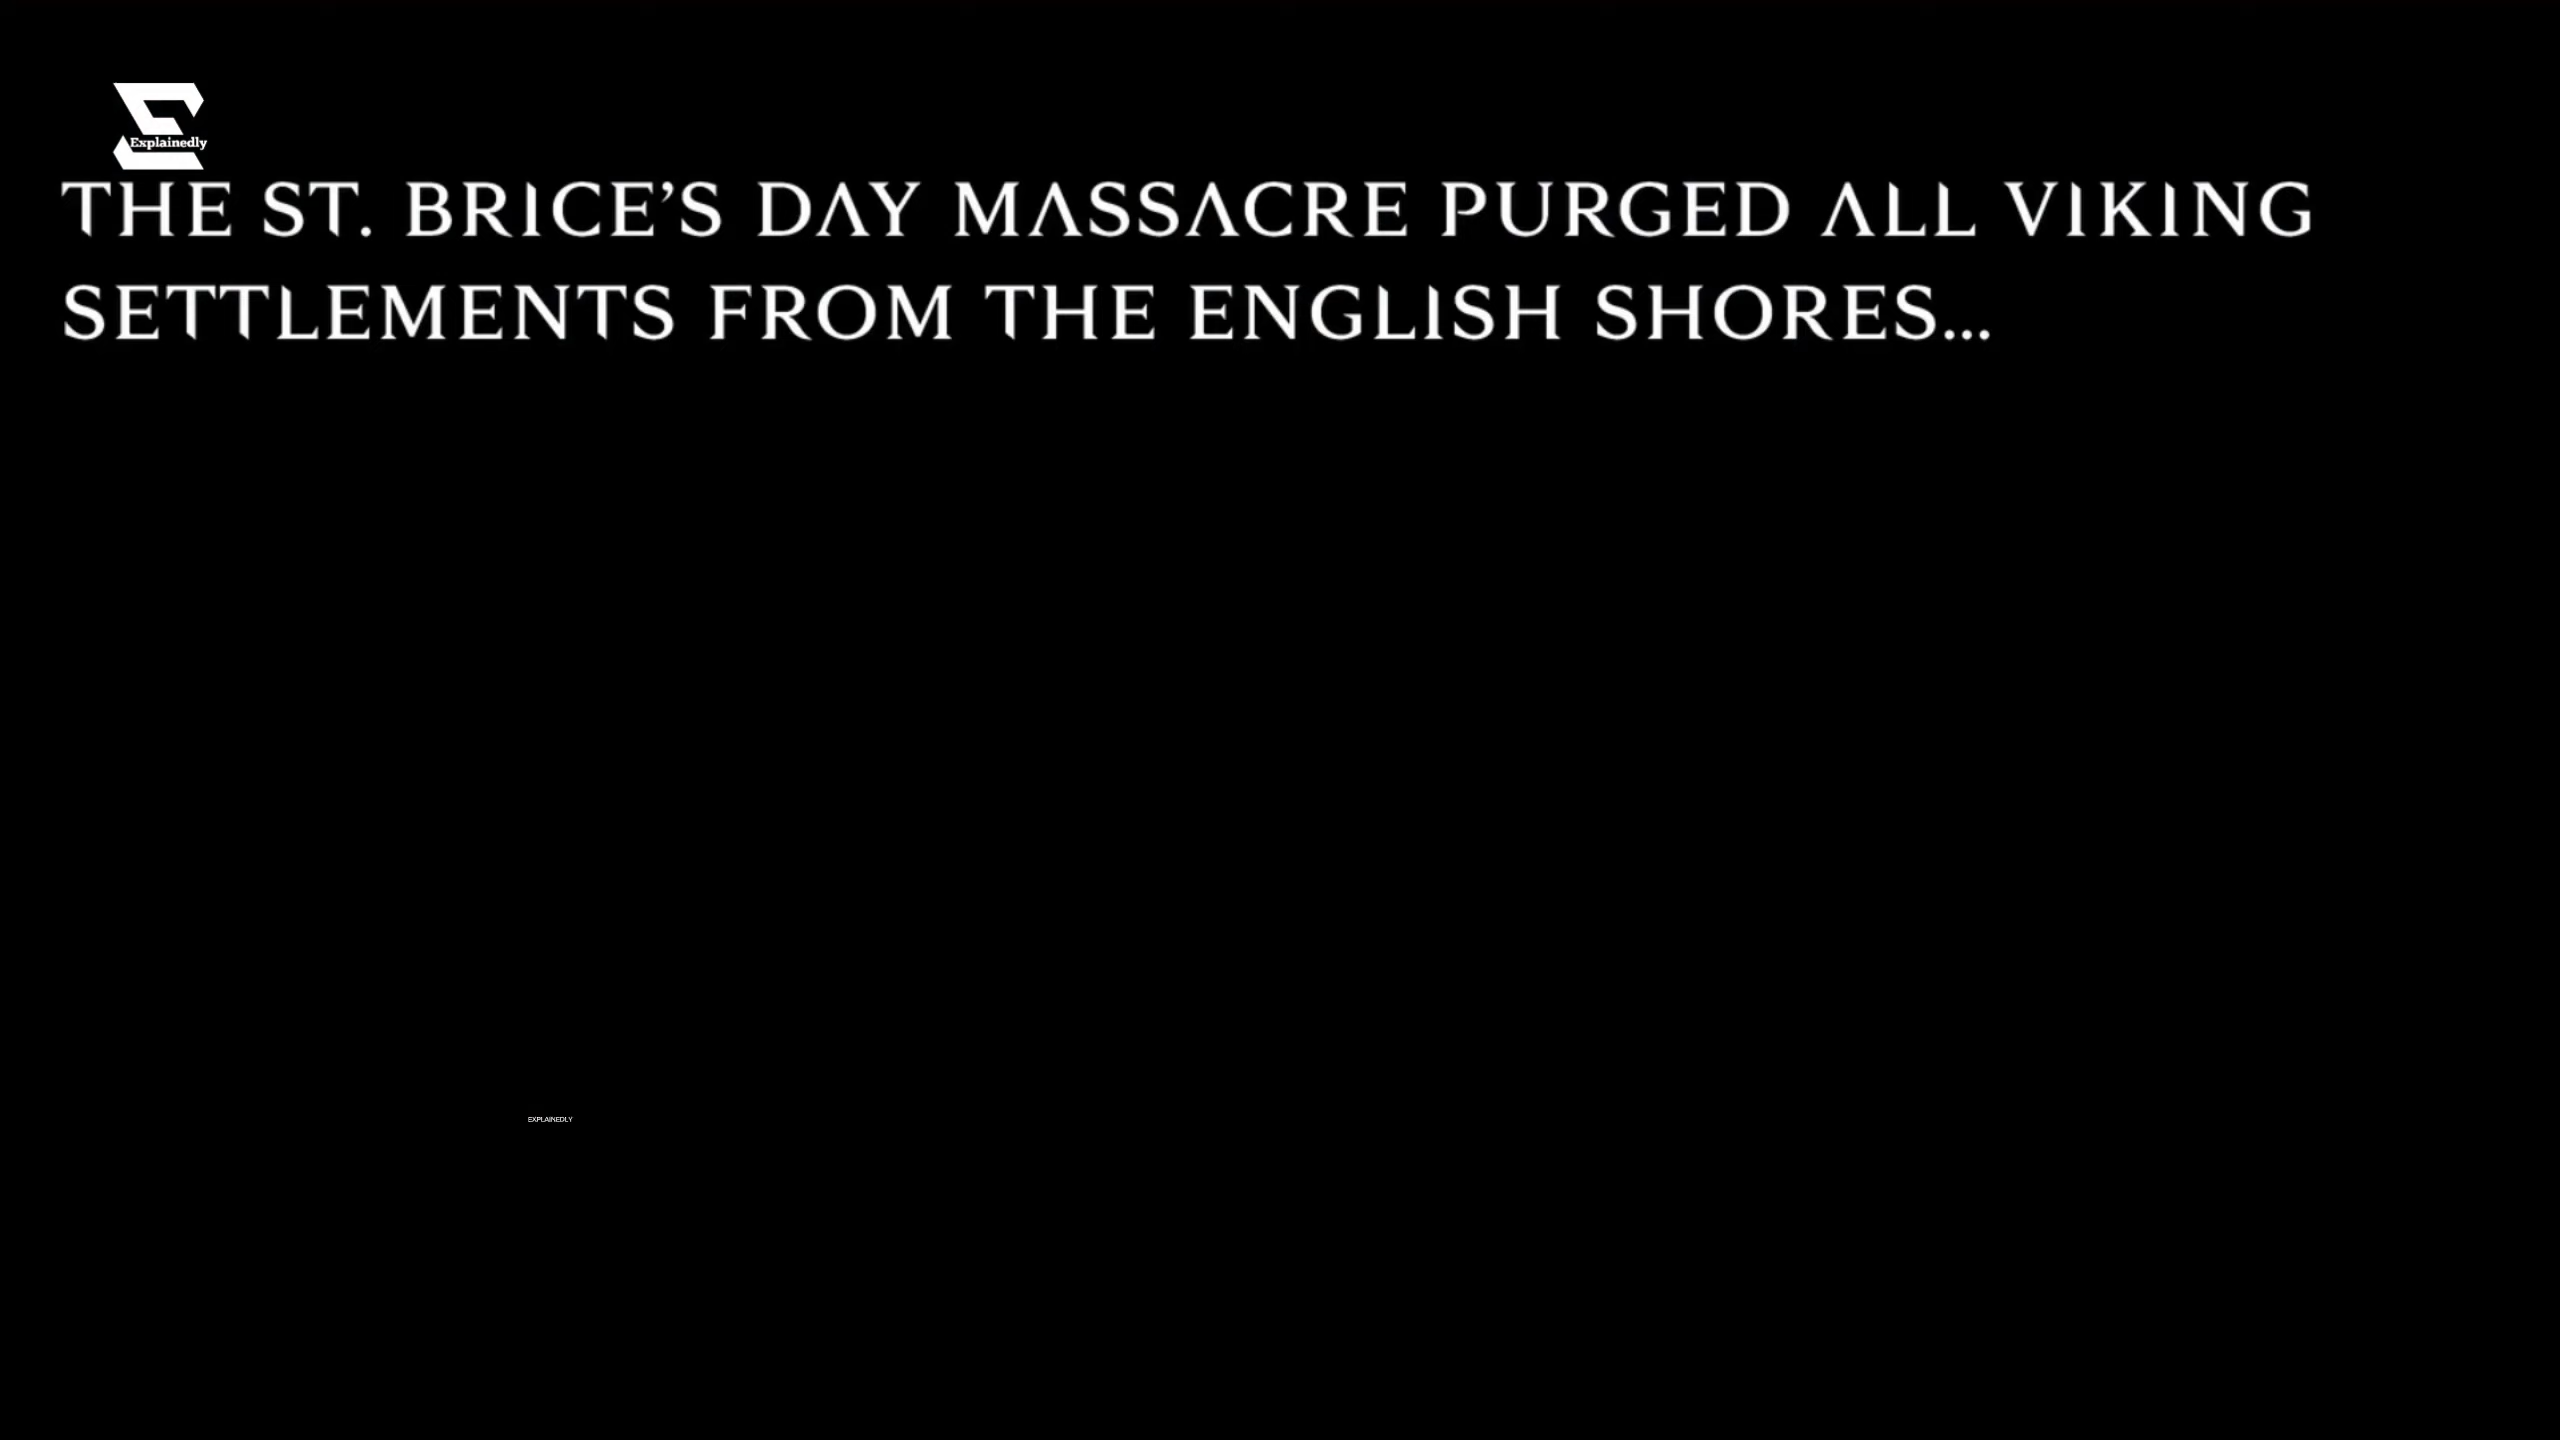 Explainedly
THE ST. BRICE’S DAY MASSACRE PURGED ALL VIKING
SETTLEMENTS FROM THE ENGLISH SHORES...
EXPLAINEDLY